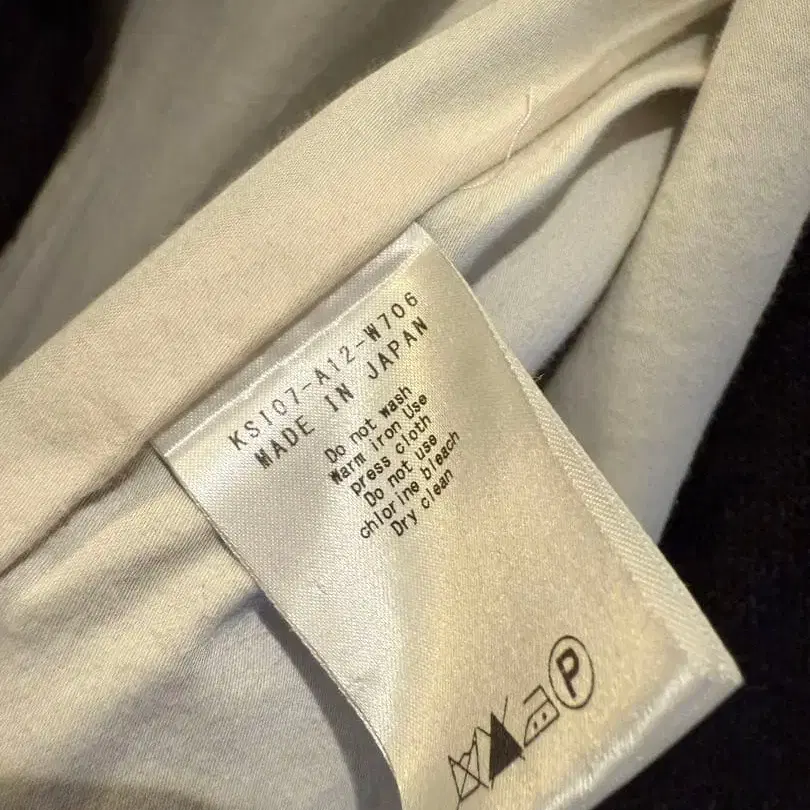 KS107-A12-W706
MADE IN JAPAN
Do not wash
Warm iron Use
press cloth
Do not use
chlorine bleach
Dry clean
P